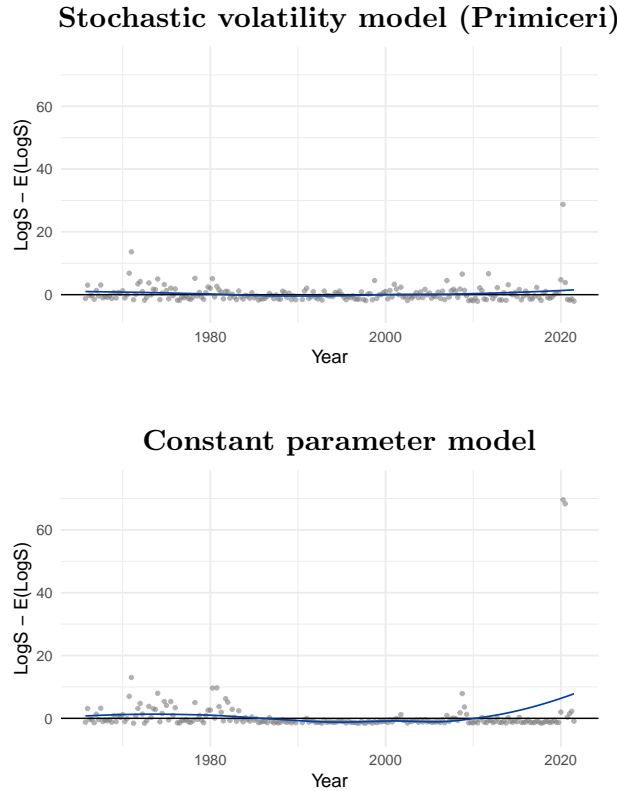 Stochastic volatility model (Primiceri)
60
40
20
0
LogS − E(LogS)
1980
2000
2020
Year
Constant parameter model
60
40
20
0
LogS − E(LogS)
1980
2000
2020
Year